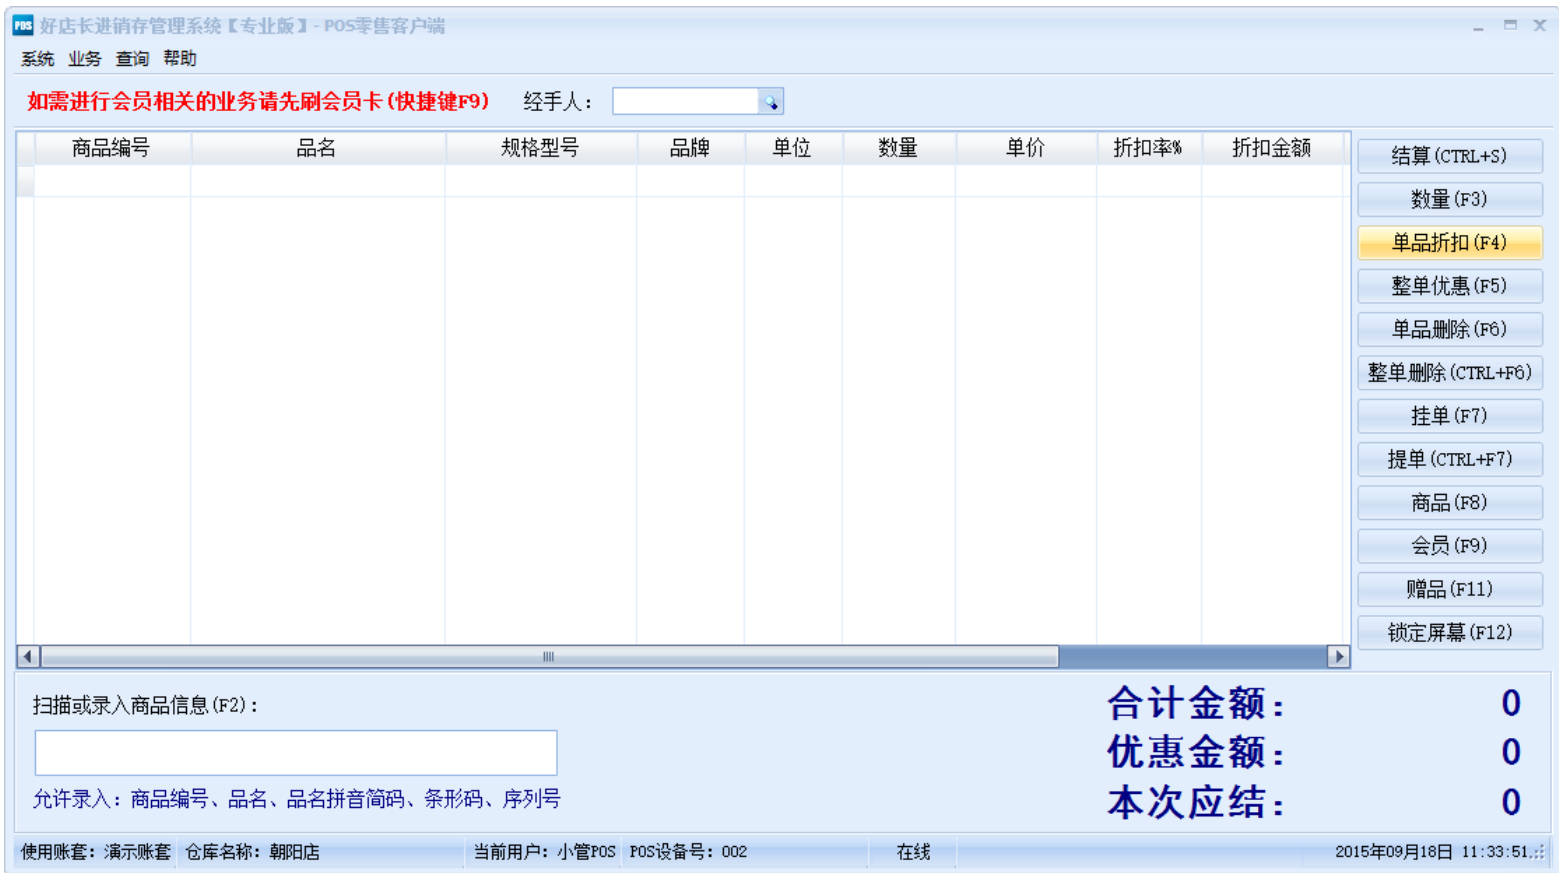 POS 好店长进销存管理系统【专业版】- POS零售客户端
系统 业务 查询 帮助
如需进行会员相关的业务请先刷会员卡(快捷键F9) 经手人：
商品编号 品名 规格型号 品牌 单位 数量 单价 折扣率% 折扣金额
结算(CTRL+S)
数量(F3)
单品折扣(F4)
整单优惠(F5)
单品删除(F6)
整单删除(CTRL+F6)
挂单(F7)
提单(CTRL+F7)
商品(F8)
会员(F9)
赠品(F11)
锁定屏幕(F12)
扫描或录入商品信息(F2)：
允许录入：商品编号、品名、品名拼音简码、条形码、序列号
合计金额： 0
优惠金额： 0
本次应结： 0
使用账套：演示账套 仓库名称：朝阳店 当前用户：小管POS POS设备号：002 在线 2015年09月18日 11:33:51